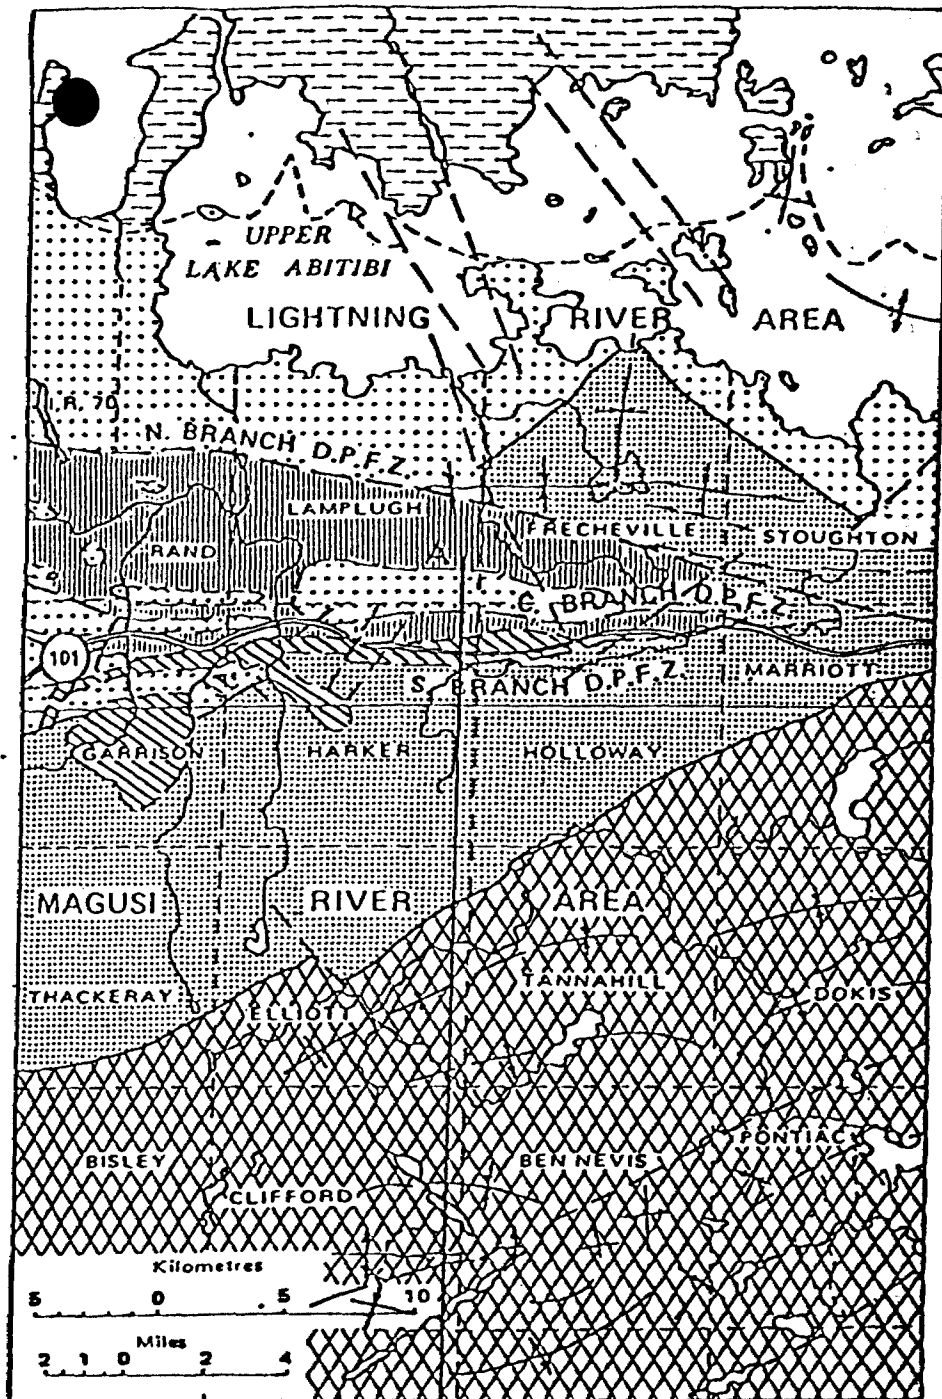 UPPER
LAKE ABITIBI
LIGHTNING RIVER AREA
I.R. 70
N. BRANCH D.P.F.Z.
LAMPLUGH
FRECHEVILLE
STOUGHTON
RAND
C. BRANCH D.P.F.Z.
101
S. BRANCH D.P.F.Z.
MARRIOTT
GARRISON
HARKER
HOLLOWAY
MAGUSI RIVER AREA
THACKERAY
ELLIOTT
TANNAHILL
DOKIS
PONTIAC
BISLEY
BEN NEVIS
CLIFFORD
Kilometres
5 0 5 10
Miles
2 1 0 2 4